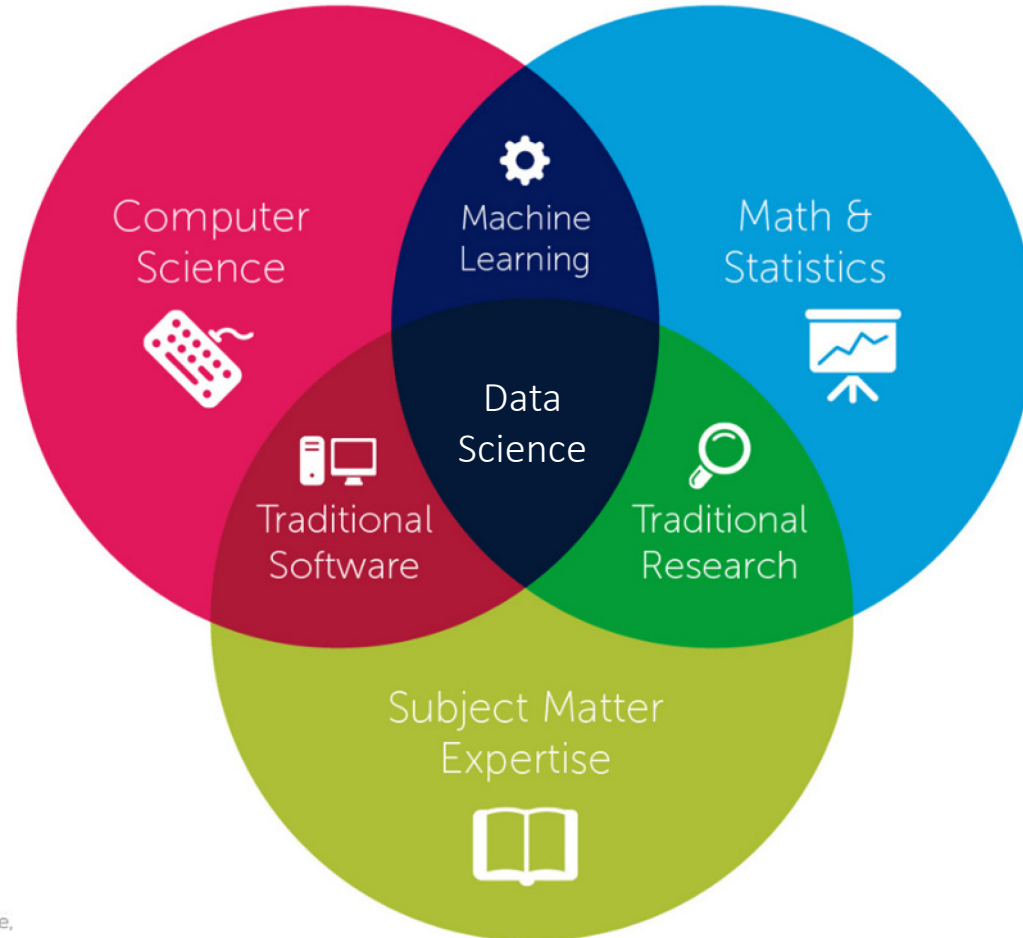 Computer
Science
Machine
Learning
Math &
Statistics
Data
Science
Traditional
Software
Traditional
Research
Subject Matter
Expertise